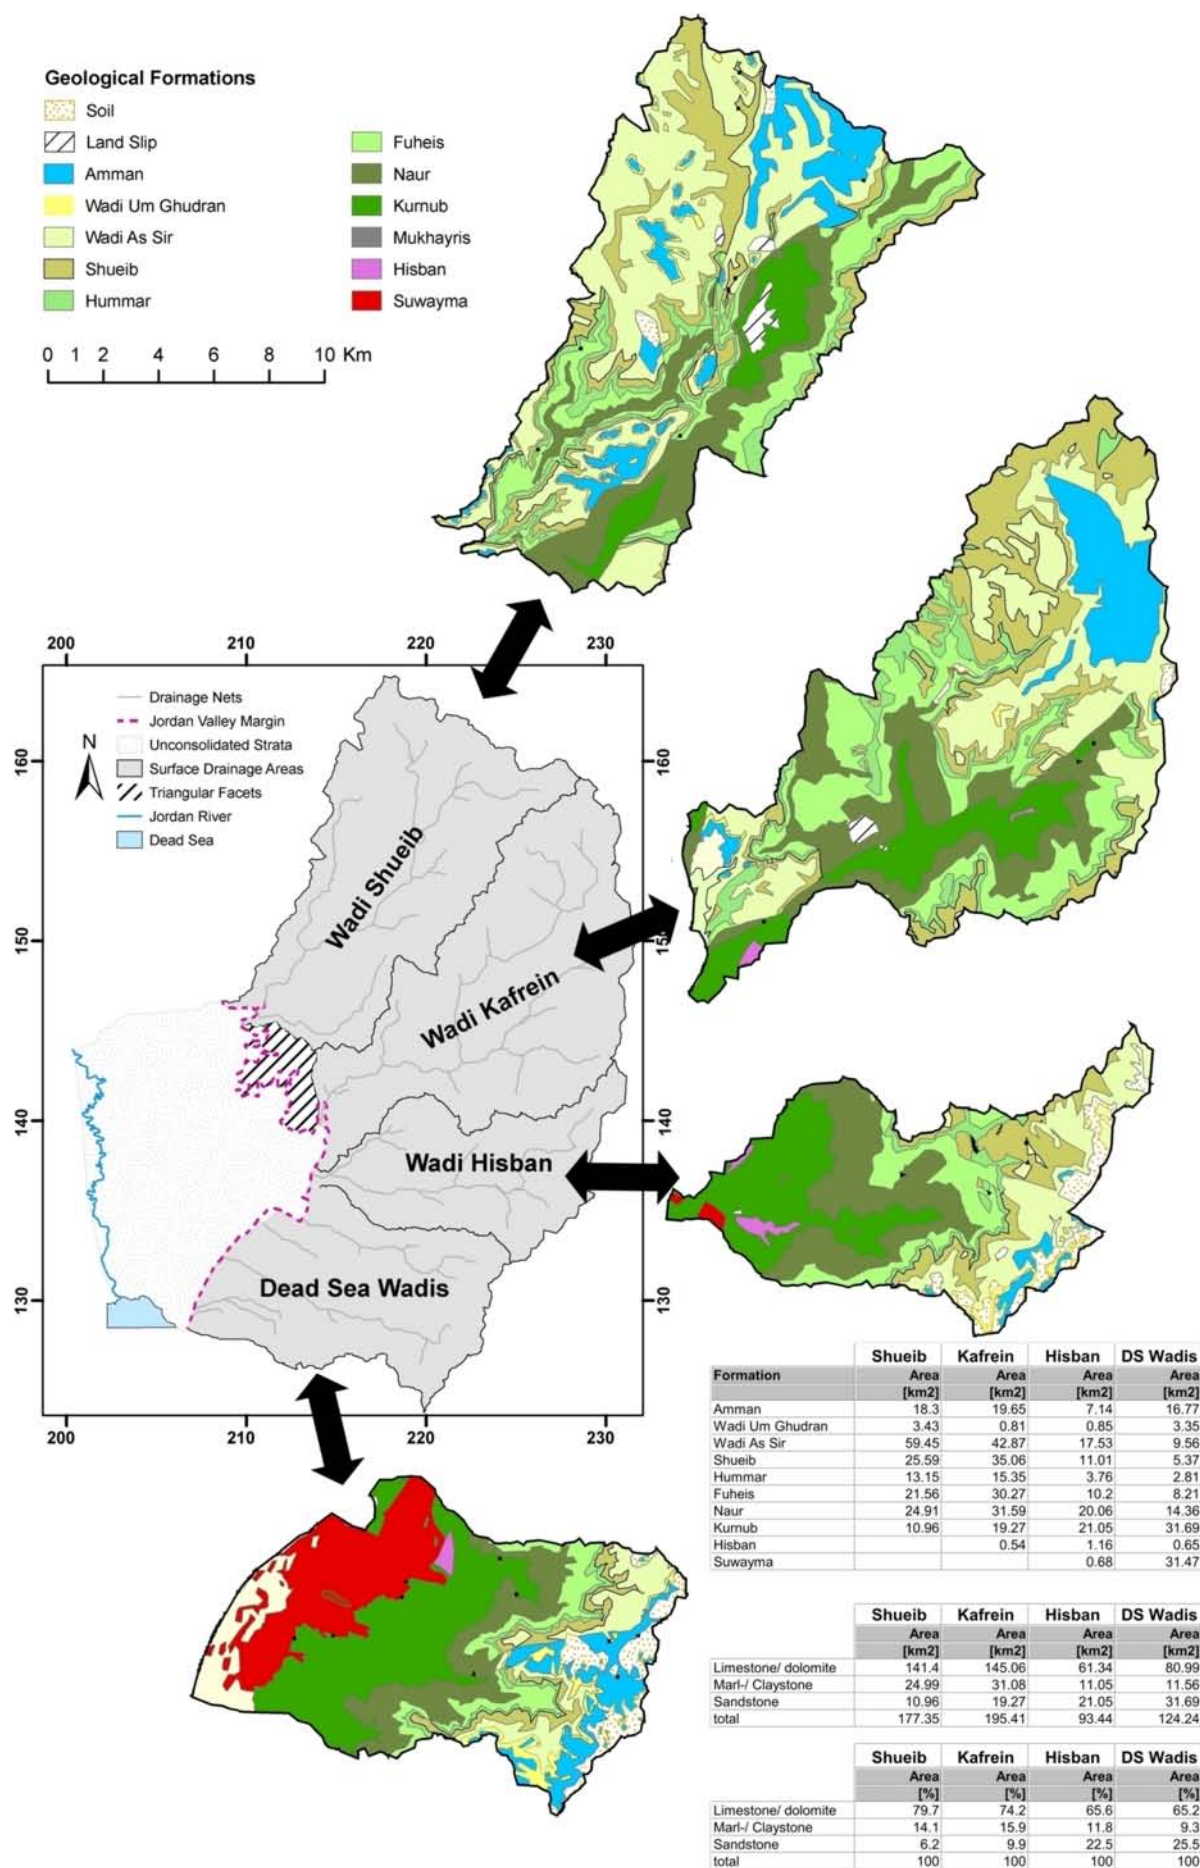 Geological Formations
Soil
Land Slip
Amman
Wadi Um Ghudran
Wadi As Sir
Shueib
Hummar
Fuheis
Naur
Kurnub
Mukhayris
Hisban
Suwayma
0 1 2 4 6 8 10 Km
200 210 220 230
Drainage Nets
Jordan Valley Margin
Unconsolidated Strata
Surface Drainage Areas
Triangular Facets
Jordan River
Dead Sea
N
160
150
140
130
160
150
140
130
Wadi Shueib
Wadi Kafrein
Wadi Hisban
Dead Sea Wadis
200 210 220 230
Shueib Kafrein Hisban DS Wadis
Formation Area Area Area Area
[km2] [km2] [km2] [km2]
Amman 18.3 19.65 7.14 16.77
Wadi Um Ghudran 3.43 0.81 0.85 3.35
Wadi As Sir 59.45 42.87 17.53 9.56
Shueib 25.59 35.06 11.01 5.37
Hummar 13.15 15.35 3.76 2.81
Fuheis 21.56 30.27 10.2 8.21
Naur 24.91 31.59 20.06 14.36
Kurnub 10.96 19.27 21.05 31.69
Hisban 0.54 1.16 0.65
Suwayma 0.68 31.47
Shueib Kafrein Hisban DS Wadis
Area Area Area Area
[km2] [km2] [km2] [km2]
Limestone/ dolomite 141.4 145.06 61.34 80.99
Marl-/ Claystone 24.99 31.08 11.05 11.56
Sandstone 10.96 19.27 21.05 31.69
total 177.35 195.41 93.44 124.24
Shueib Kafrein Hisban DS Wadis
Area Area Area Area
[%] [%] [%] [%]
Limestone/ dolomite 79.7 74.2 65.6 65.2
Marl-/ Claystone 14.1 15.9 11.8 9.3
Sandstone 6.2 9.9 22.5 25.5
total 100 100 100 100